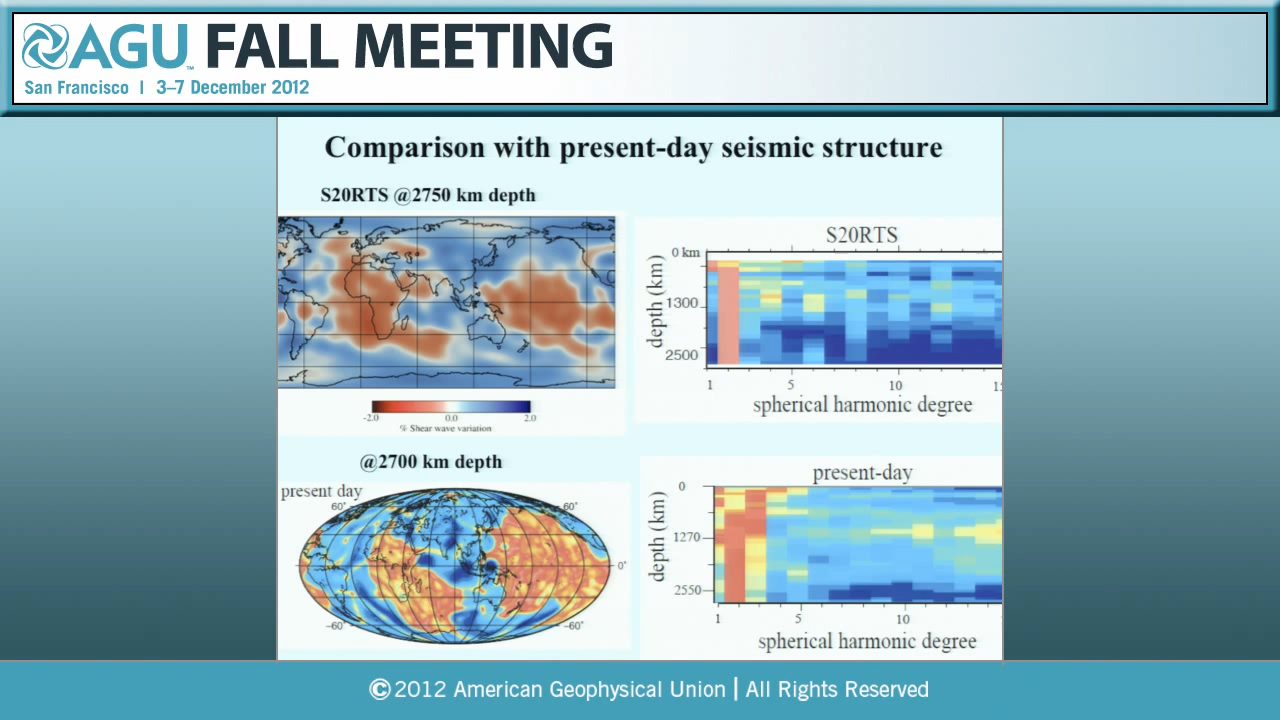 AGU™ FALL MEETING
San Francisco | 3–7 December 2012
Comparison with present-day seismic structure
S20RTS @2750 km depth
-2.0 0.0 2.0
% Shear wave variation
S20RTS
0 km
1300
2500
depth (km)
1 5 10
spherical harmonic degree
@2700 km depth
present day
60° 60°
0°
–60° –60°
present-day
0
1270
2550
depth (km)
1 5 10
spherical harmonic degree
©2012 American Geophysical Union | All Rights Reserved